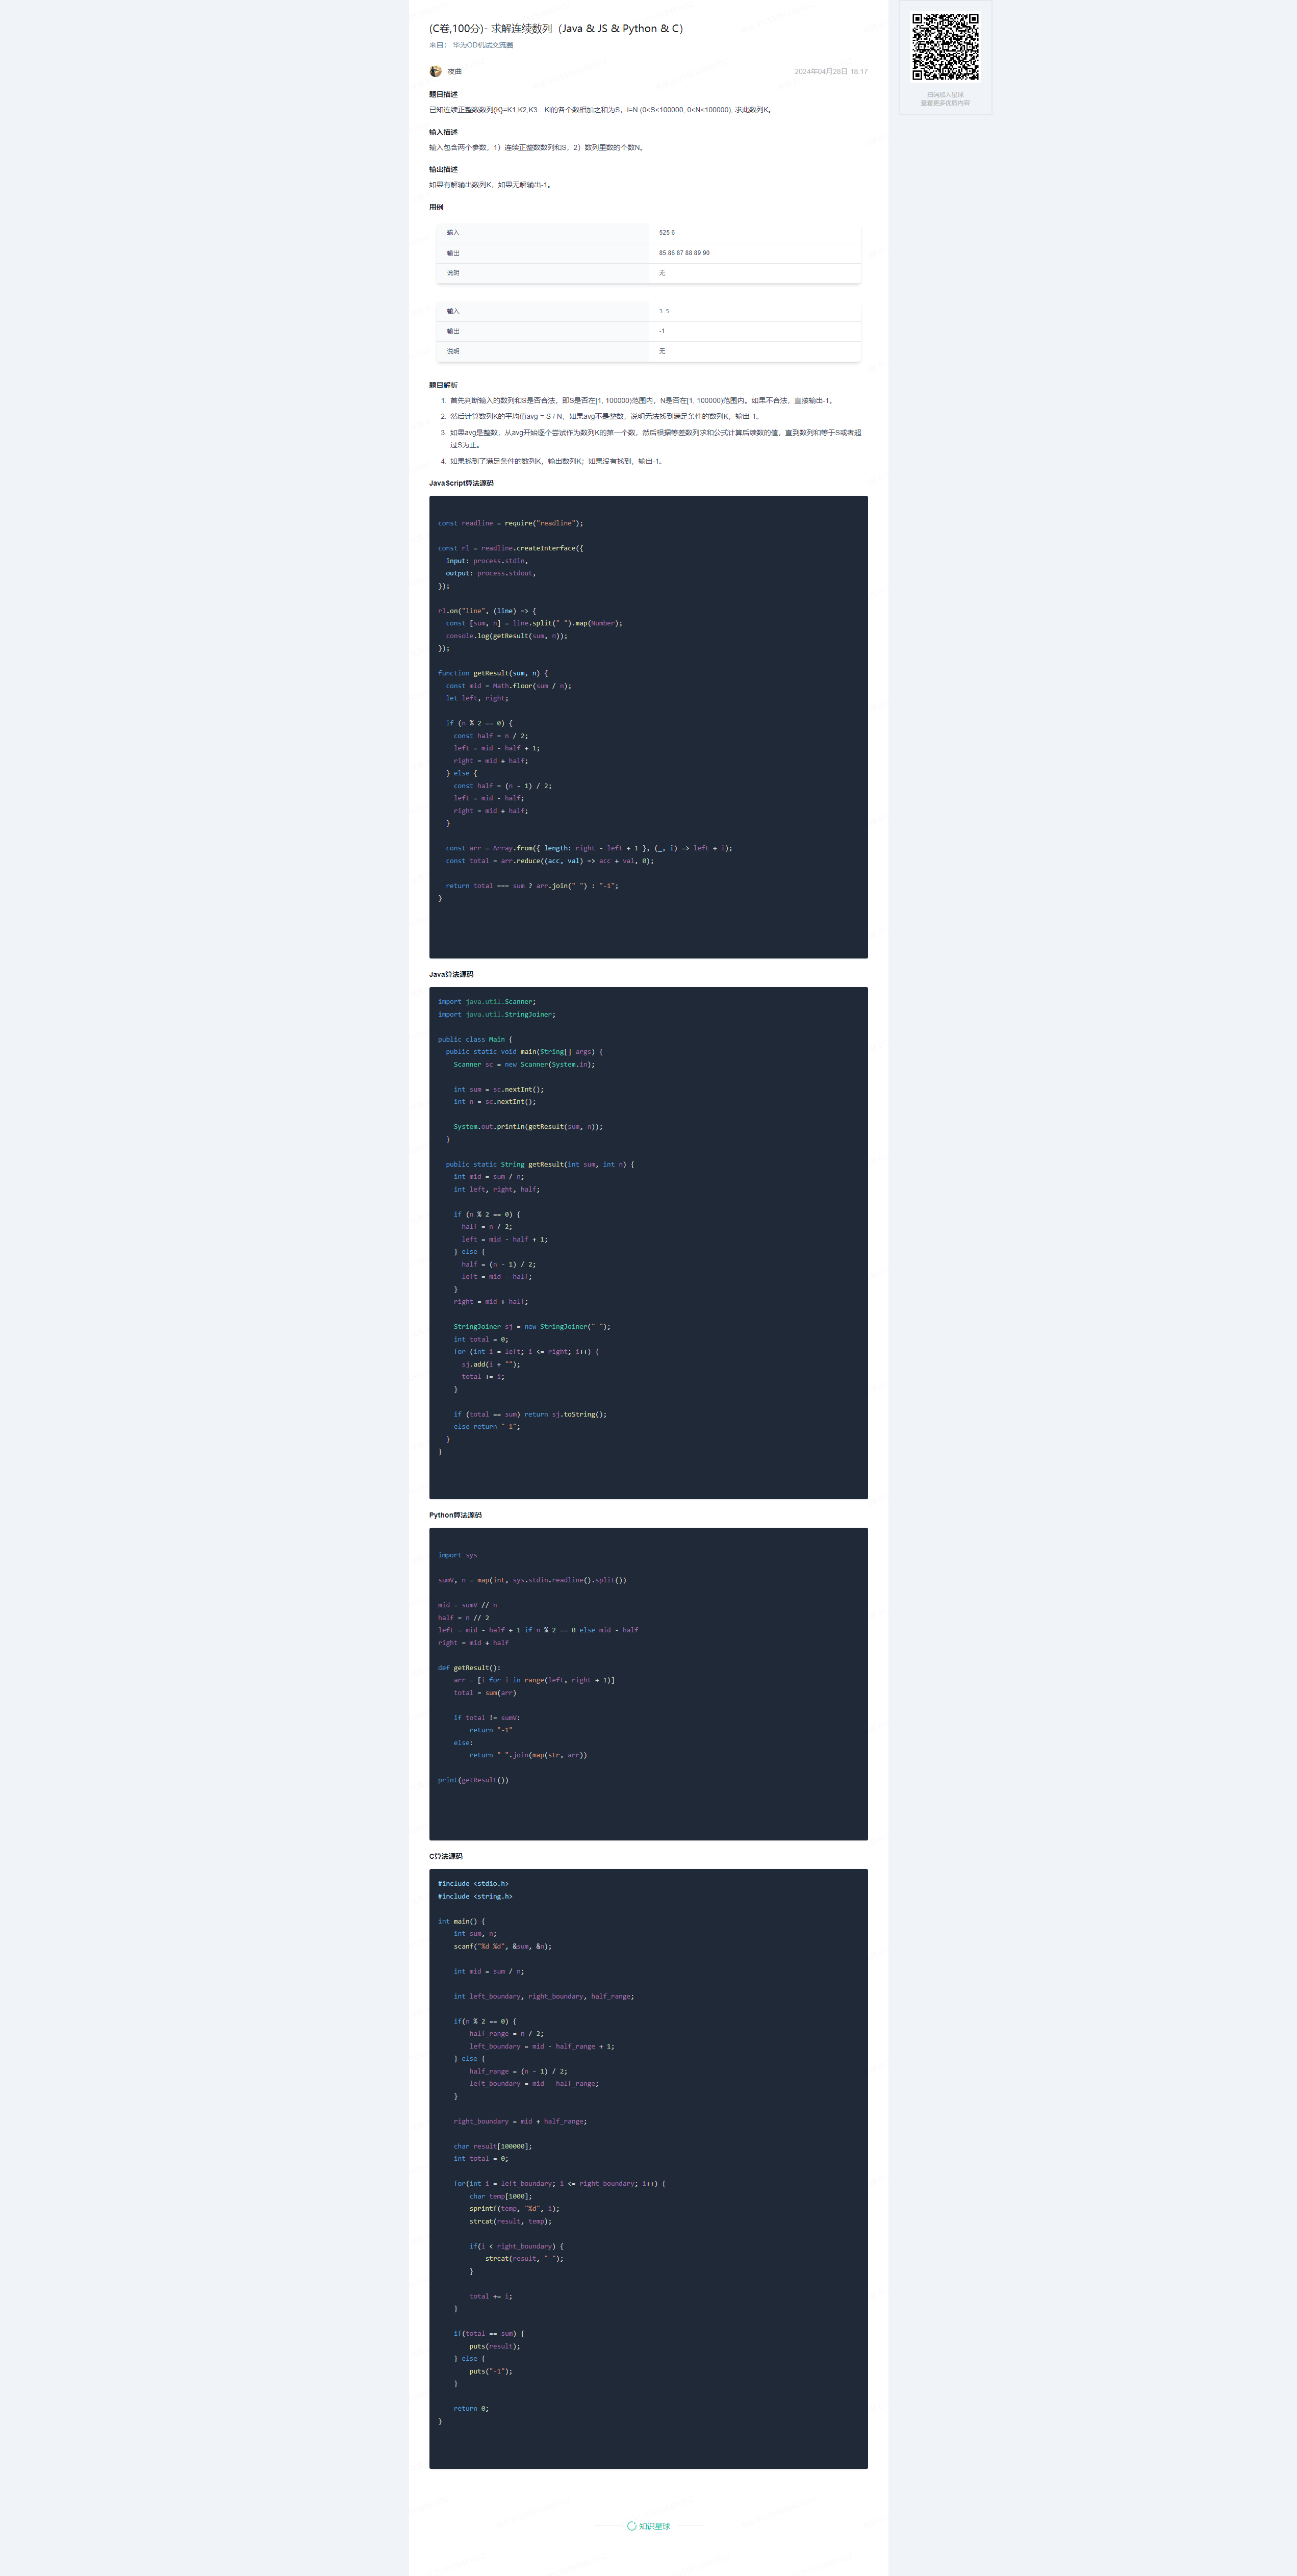 (C卷,100分)- 求解连续数列（Java & JS & Python & C）
来自： 华为OD机试交流圈
夜曲
2024年04月28日 18:17
扫码加入星球
查看更多优质内容
题目描述
已知连续正整数数列{K}=K1,K2,K3…Ki的各个数相加之和为S，i=N (0<S<100000, 0<N<100000), 求此数列K。
输入描述
输入包含两个参数，1）连续正整数数列和S，2）数列里数的个数N。
输出描述
如果有解输出数列K，如果无解输出-1。
用例
输入 525 6
输出 85 86 87 88 89 90
说明 无
输入 3 5
输出 -1
说明 无
题目解析
1. 首先判断输入的数列和S是否合法，即S是否在[1, 100000)范围内，N是否在[1, 100000)范围内。如果不合法，直接输出-1。
2. 然后计算数列K的平均值avg = S / N，如果avg不是整数，说明无法找到满足条件的数列K，输出-1。
3. 如果avg是整数，从avg开始逐个尝试作为数列K的第一个数，然后根据等差数列求和公式计算后续数的值，直到数列和等于S或者超
过S为止。
4. 如果找到了满足条件的数列K，输出数列K；如果没有找到，输出-1。
JavaScript算法源码
const readline = require("readline");
const rl = readline.createInterface({
  input: process.stdin,
  output: process.stdout,
});
rl.on("line", (line) => {
  const [sum, n] = line.split(" ").map(Number);
  console.log(getResult(sum, n));
});
function getResult(sum, n) {
  const mid = Math.floor(sum / n);
  let left, right;
  if (n % 2 == 0) {
    const half = n / 2;
    left = mid - half + 1;
    right = mid + half;
  } else {
    const half = (n - 1) / 2;
    left = mid - half;
    right = mid + half;
  }
  const arr = Array.from({ length: right - left + 1 }, (_, i) => left + i);
  const total = arr.reduce((acc, val) => acc + val, 0);
  return total === sum ? arr.join(" ") : "-1";
}
Java算法源码
import java.util.Scanner;
import java.util.StringJoiner;
public class Main {
  public static void main(String[] args) {
    Scanner sc = new Scanner(System.in);
    int sum = sc.nextInt();
    int n = sc.nextInt();
    System.out.println(getResult(sum, n));
  }
  public static String getResult(int sum, int n) {
    int mid = sum / n;
    int left, right, half;
    if (n % 2 == 0) {
      half = n / 2;
      left = mid - half + 1;
    } else {
      half = (n - 1) / 2;
      left = mid - half;
    }
    right = mid + half;
    StringJoiner sj = new StringJoiner(" ");
    int total = 0;
    for (int i = left; i <= right; i++) {
      sj.add(i + "");
      total += i;
    }
    if (total == sum) return sj.toString();
    else return "-1";
  }
}
Python算法源码
import sys
sumV, n = map(int, sys.stdin.readline().split())
mid = sumV // n
half = n // 2
left = mid - half + 1 if n % 2 == 0 else mid - half
right = mid + half
def getResult():
    arr = [i for i in range(left, right + 1)]
    total = sum(arr)
    if total != sumV:
        return "-1"
    else:
        return " ".join(map(str, arr))
print(getResult())
C算法源码
#include <stdio.h>
#include <string.h>
int main() {
    int sum, n;
    scanf("%d %d", &sum, &n);
    int mid = sum / n;
    int left_boundary, right_boundary, half_range;
    if(n % 2 == 0) {
        half_range = n / 2;
        left_boundary = mid - half_range + 1;
    } else {
        half_range = (n - 1) / 2;
        left_boundary = mid - half_range;
    }
    right_boundary = mid + half_range;
    char result[100000];
    int total = 0;
    for(int i = left_boundary; i <= right_boundary; i++) {
        char temp[1000];
        sprintf(temp, "%d", i);
        strcat(result, temp);
        if(i < right_boundary) {
            strcat(result, " ");
        }
        total += i;
    }
    if(total == sum) {
        puts(result);
    } else {
        puts("-1");
    }
    return 0;
}
知识星球